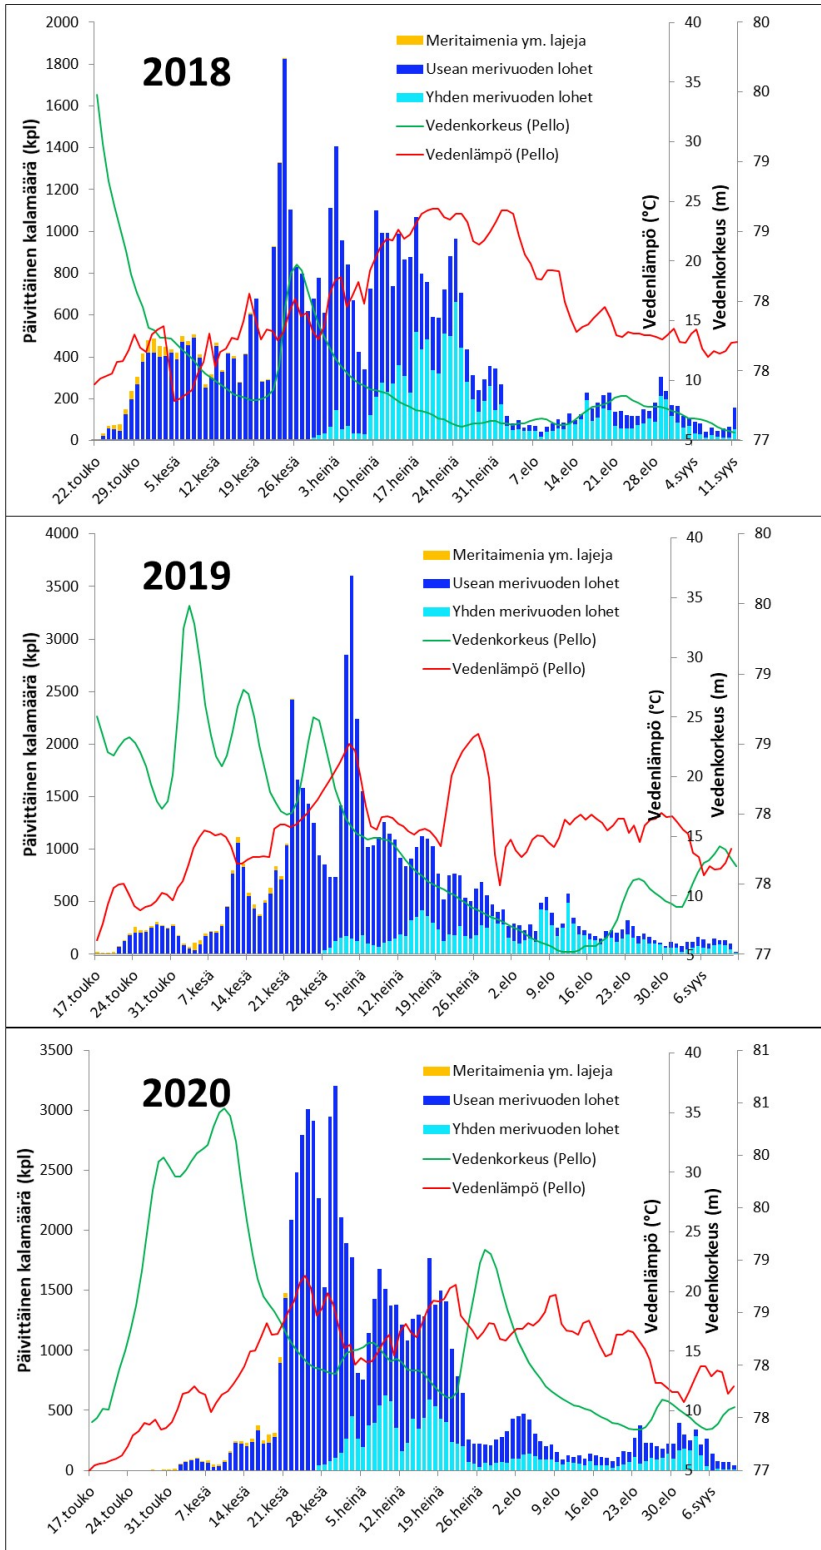 2018
Päivittäinen kalamäärä (kpl)
2000
1800
1600
1400
1200
1000
800
600
400
200
0
Meritaimenia ym. lajeja
Usean merivuoden lohet
Yhden merivuoden lohet
Vedenkorkeus (Pello)
Vedenlämpö (Pello)
40
35
30
25
20
15
10
5
Vedenlämpö (°C)
Vedenkorkeus (m)
80
80
79
79
78
78
77
22.touko
29.touko
5.kesä
12.kesä
19.kesä
26.kesä
3.heinä
10.heinä
17.heinä
24.heinä
31.heinä
7.elo
14.elo
21.elo
28.elo
4.syys
11.syys
2019
Päivittäinen kalamäärä (kpl)
4000
3500
3000
2500
2000
1500
1000
500
0
Meritaimenia ym. lajeja
Usean merivuoden lohet
Yhden merivuoden lohet
Vedenkorkeus (Pello)
Vedenlämpö (Pello)
40
35
30
25
20
15
10
5
Vedenlämpö (°C)
Vedenkorkeus (m)
80
80
79
79
78
78
77
17.touko
24.touko
31.touko
7.kesä
14.kesä
21.kesä
28.kesä
5.heinä
12.heinä
19.heinä
26.heinä
2.elo
9.elo
16.elo
23.elo
30.elo
6.syys
2020
Päivittäinen kalamäärä (kpl)
3500
3000
2500
2000
1500
1000
500
0
Meritaimenia ym. lajeja
Usean merivuoden lohet
Yhden merivuoden lohet
Vedenkorkeus (Pello)
Vedenlämpö (Pello)
40
35
30
25
20
15
10
5
Vedenlämpö (°C)
Vedenkorkeus (m)
81
81
80
80
79
79
78
78
77
17.touko
24.touko
31.touko
7.kesä
14.kesä
21.kesä
28.kesä
5.heinä
12.heinä
19.heinä
26.heinä
2.elo
9.elo
16.elo
23.elo
30.elo
6.syys